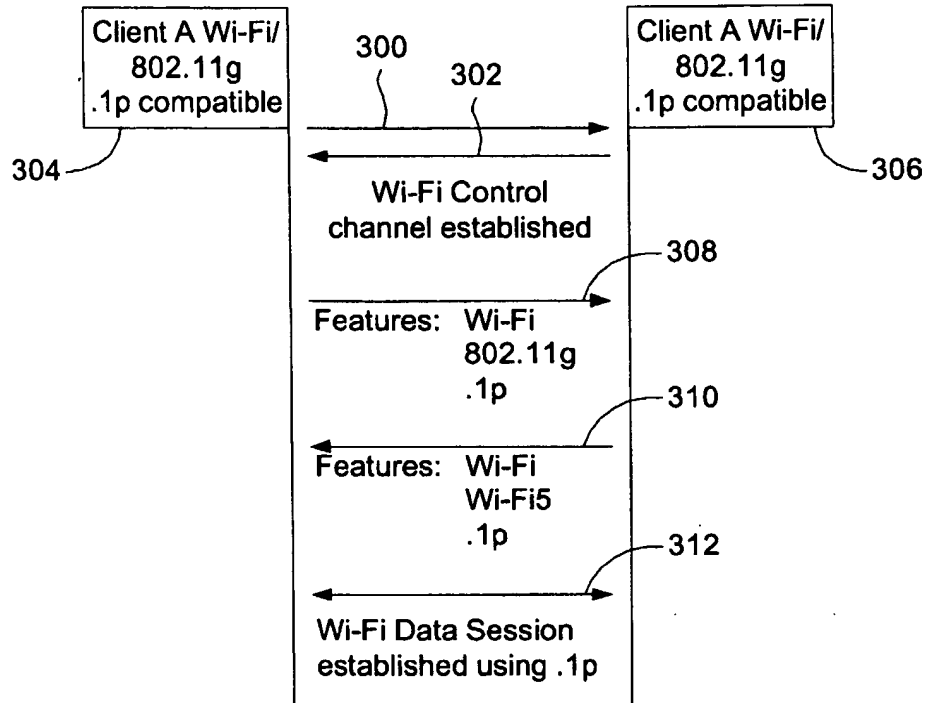 Client A Wi-Fi/
802.11g
.1p compatible
300
302
Client A Wi-Fi/
802.11g
.1p compatible
304
306
Wi-Fi Control
channel established
308
Features: Wi-Fi
802.11g
.1p
310
Features: Wi-Fi
Wi-Fi5
.1p
312
Wi-Fi Data Session
established using .1p